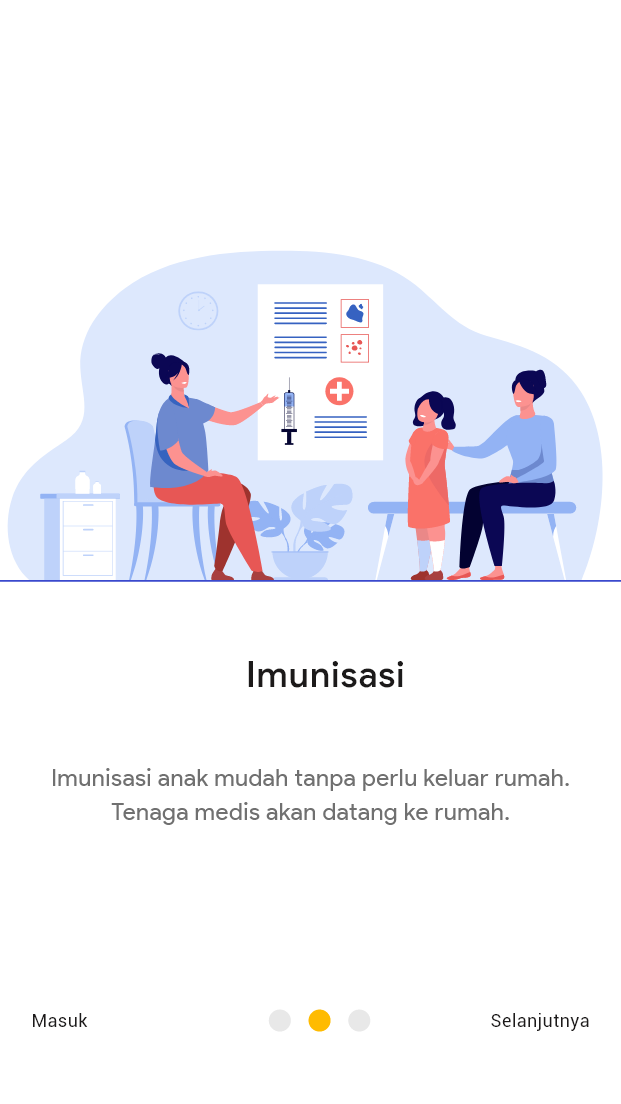 Imunisasi
Imunisasi anak mudah tanpa perlu keluar rumah.
Tenaga medis akan datang ke rumah.
Masuk
Selanjutnya